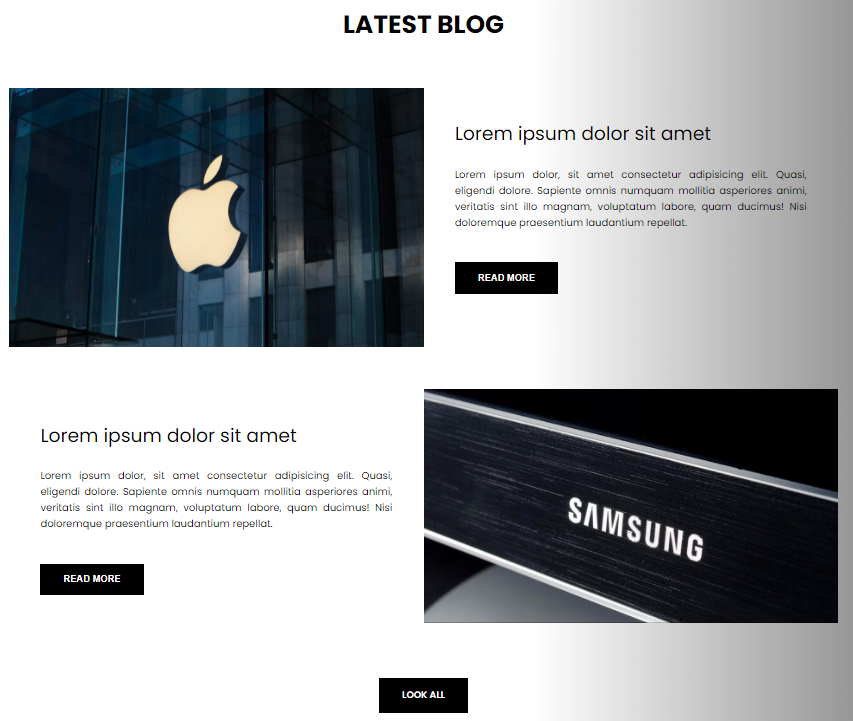 LATEST BLOG
Lorem ipsum dolor sit amet
Lorem ipsum dolor, sit amet consectetur adipisicing elit. Quasi,
eligendi dolore. Sapiente omnis numquam mollitia asperiores animi,
veritatis sint illo magnam, voluptatum labore, quam ducimus! Nisi
doloremque praesentium laudantium repellat.
READ MORE
Lorem ipsum dolor sit amet
Lorem ipsum dolor, sit amet consectetur adipisicing elit. Quasi,
eligendi dolore. Sapiente omnis numquam mollitia asperiores animi,
veritatis sint illo magnam, voluptatum labore, quam ducimus! Nisi
doloremque praesentium laudantium repellat.
READ MORE
SAMSUNG
LOOK ALL